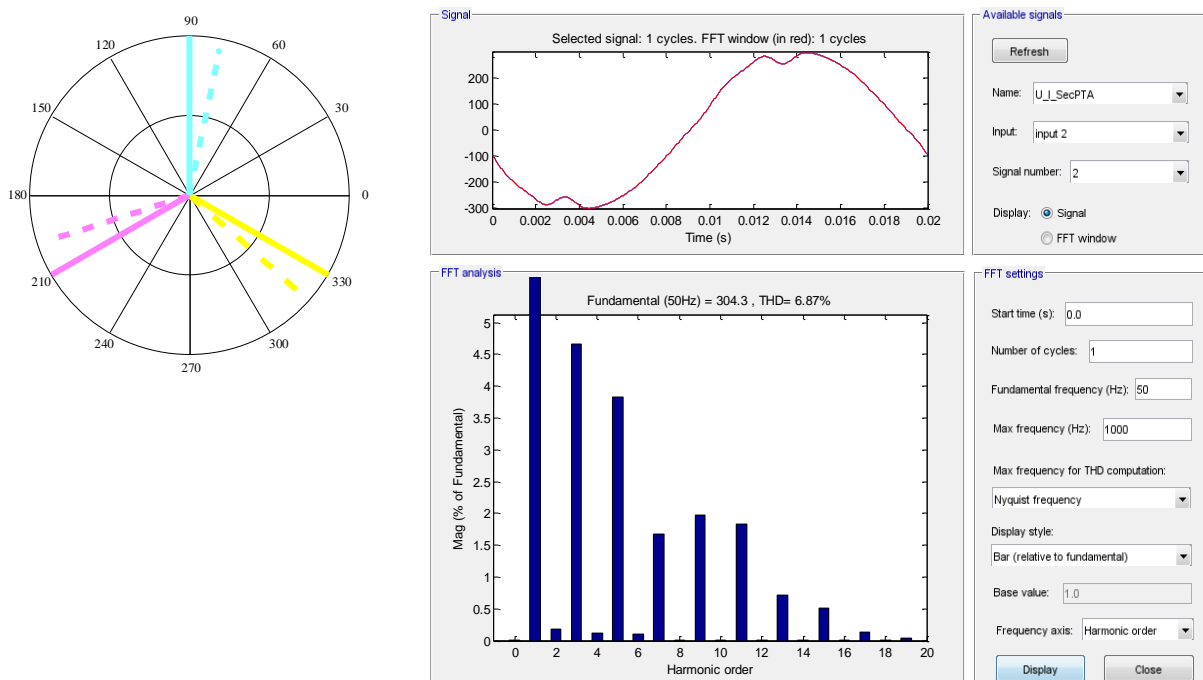 90
120
60
150
30
180
0
210
330
240
300
270
Signal
Selected signal: 1 cycles. FFT window (in red): 1 cycles
200
100
0
-100
-200
-300
0
0.002
0.004
0.006
0.008
0.01
0.012
0.014
0.016
0.018
0.02
Time (s)
Available signals
Refresh
Name:
U_I_SecPTA
Input:
input 2
Signal number:
2
Display:
Signal
FFT window
FFT analysis
Fundamental (50Hz) = 304.3 , THD= 6.87%
Mag (% of Fundamental)
5
4.5
4
3.5
3
2.5
2
1.5
1
0.5
0
0
2
4
6
8
10
12
14
16
18
20
Harmonic order
FFT settings
Start time (s):
0.0
Number of cycles:
1
Fundamental frequency (Hz):
50
Max frequency (Hz):
1000
Max frequency for THD computation:
Nyquist frequency
Display style:
Bar (relative to fundamental)
Base value:
1.0
Frequency axis:
Harmonic order
Display
Close